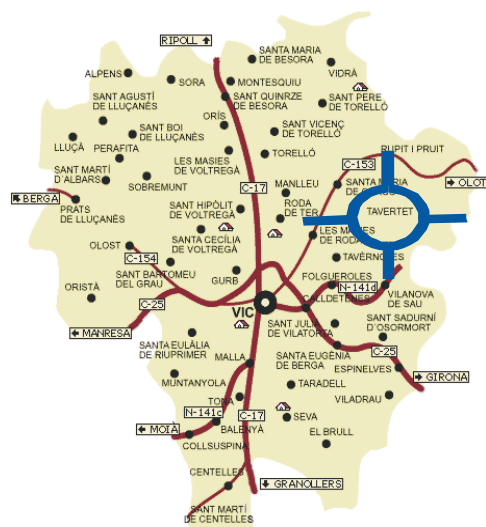 RIPOLL
SANTA MARIA
DE BESORA
VIDRÀ
ALPENS
SORA
MONTESQUIU
SANT QUINRZE
DE BESORA
SANT PERE
DE TORELLÓ
SANT AGUSTÍ
DE LLUÇANÈS
ORÍS
SANT BOI
DE LLUÇANÈS
SANT VICENÇ
DE TORELLÓ
LLUÇÀ
PERAFITA
LES MASIES DE
VOLTREGÀ
TORELLÓ
RUPIT I PRUIT
C-153
SANT MARTÍ
D'ALBARS
SOBREMUNT
C-17
MANLLEU
SANTA MARIA
OLOT
BERGA
PRATS
DE LLUÇANÈS
SANT HIPÒLIT
DE VOLTREGÀ
RODA
DE TER
TAVERTET
OLOST
SANTA CECÍLIA
DE VOLTREGÀ
LES MASIES
DE RODA
C-154
TAVÈRNOLES
SANT BARTOMEU
DEL GRAU
GURB
FOLGUEROLES
N-141d
ORISTÀ
C-25
VIC
CALLDETENES
VILANOVA
DE SAU
MANRESA
SANT JULIÀ
DE VILATORTA
SANT SADURNÍ
D'OSORMORT
SANTA EULÀLIA
DE RIUPRIMER
MALLA
SANTA EUGÈNIA
DE BERGA
C-25
ESPINELVES
GIRONA
MUNTANYOLA
TARADELL
TONA
VILADRAU
N-141c
C-17
SEVA
MOIÀ
BALENYÀ
EL BRULL
COLLSUSPINA
CENTELLES
GRANOLLERS
SANT MARTÍ
DE CENTELLES